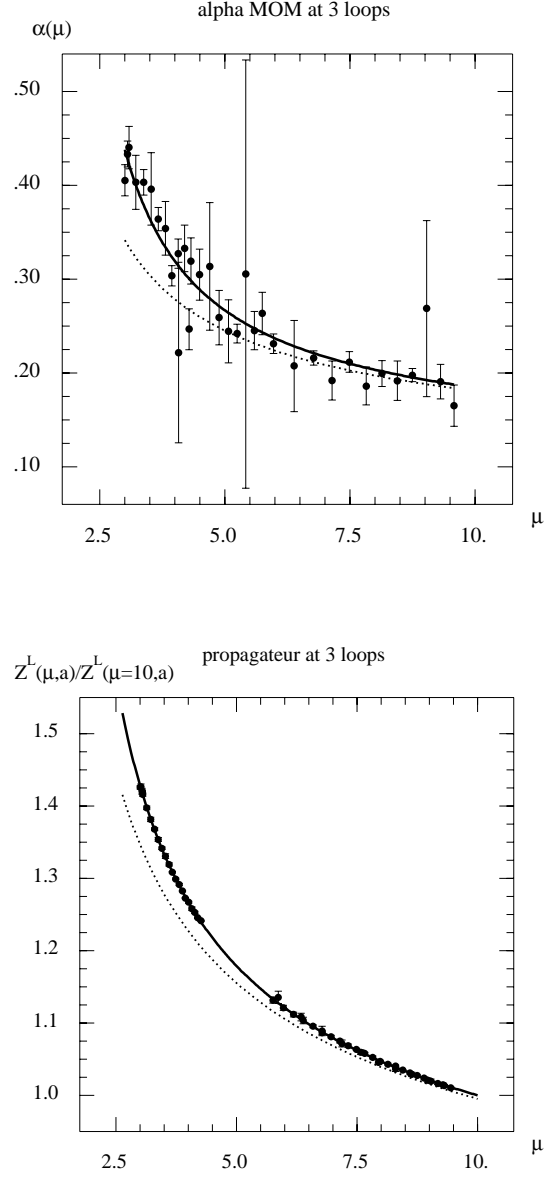 alpha MOM at 3 loops
α(μ)
.50
.40
.30
.20
.10
2.5 5.0 7.5 10.
μ
propagateur at 3 loops
Z^L(μ,a)/Z^L(μ=10,a)
1.5
1.4
1.3
1.2
1.1
1.0
2.5 5.0 7.5 10.
μ